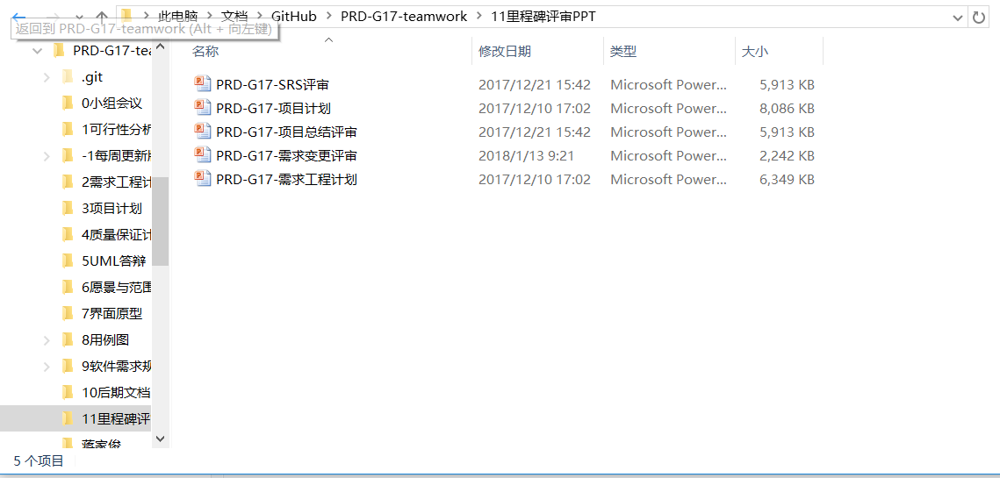 此电脑 > 文档 > GitHub > PRD-G17-teamwork > 11里程碑评审PPT
返回到 PRD-G17-teamwork (Alt + 向左键)
PRD-G17-tea
.git
0小组会议
1可行性分析
-1每周更新
2需求工程计
3项目计划
4质量保证计
5UML答辩
6愿景与范围
7界面原型
8用例图
9软件需求规
10后期文档
11里程碑评
蒋家俊
名称 修改日期 类型 大小
PRD-G17-SRS评审 2017/12/21 15:42 Microsoft Power... 5,913 KB
PRD-G17-项目计划 2017/12/10 17:02 Microsoft Power... 8,086 KB
PRD-G17-项目总结评审 2017/12/21 15:42 Microsoft Power... 5,913 KB
PRD-G17-需求变更评审 2018/1/13 9:21 Microsoft Power... 2,242 KB
PRD-G17-需求工程计划 2017/12/10 17:02 Microsoft Power... 6,349 KB
5 个项目